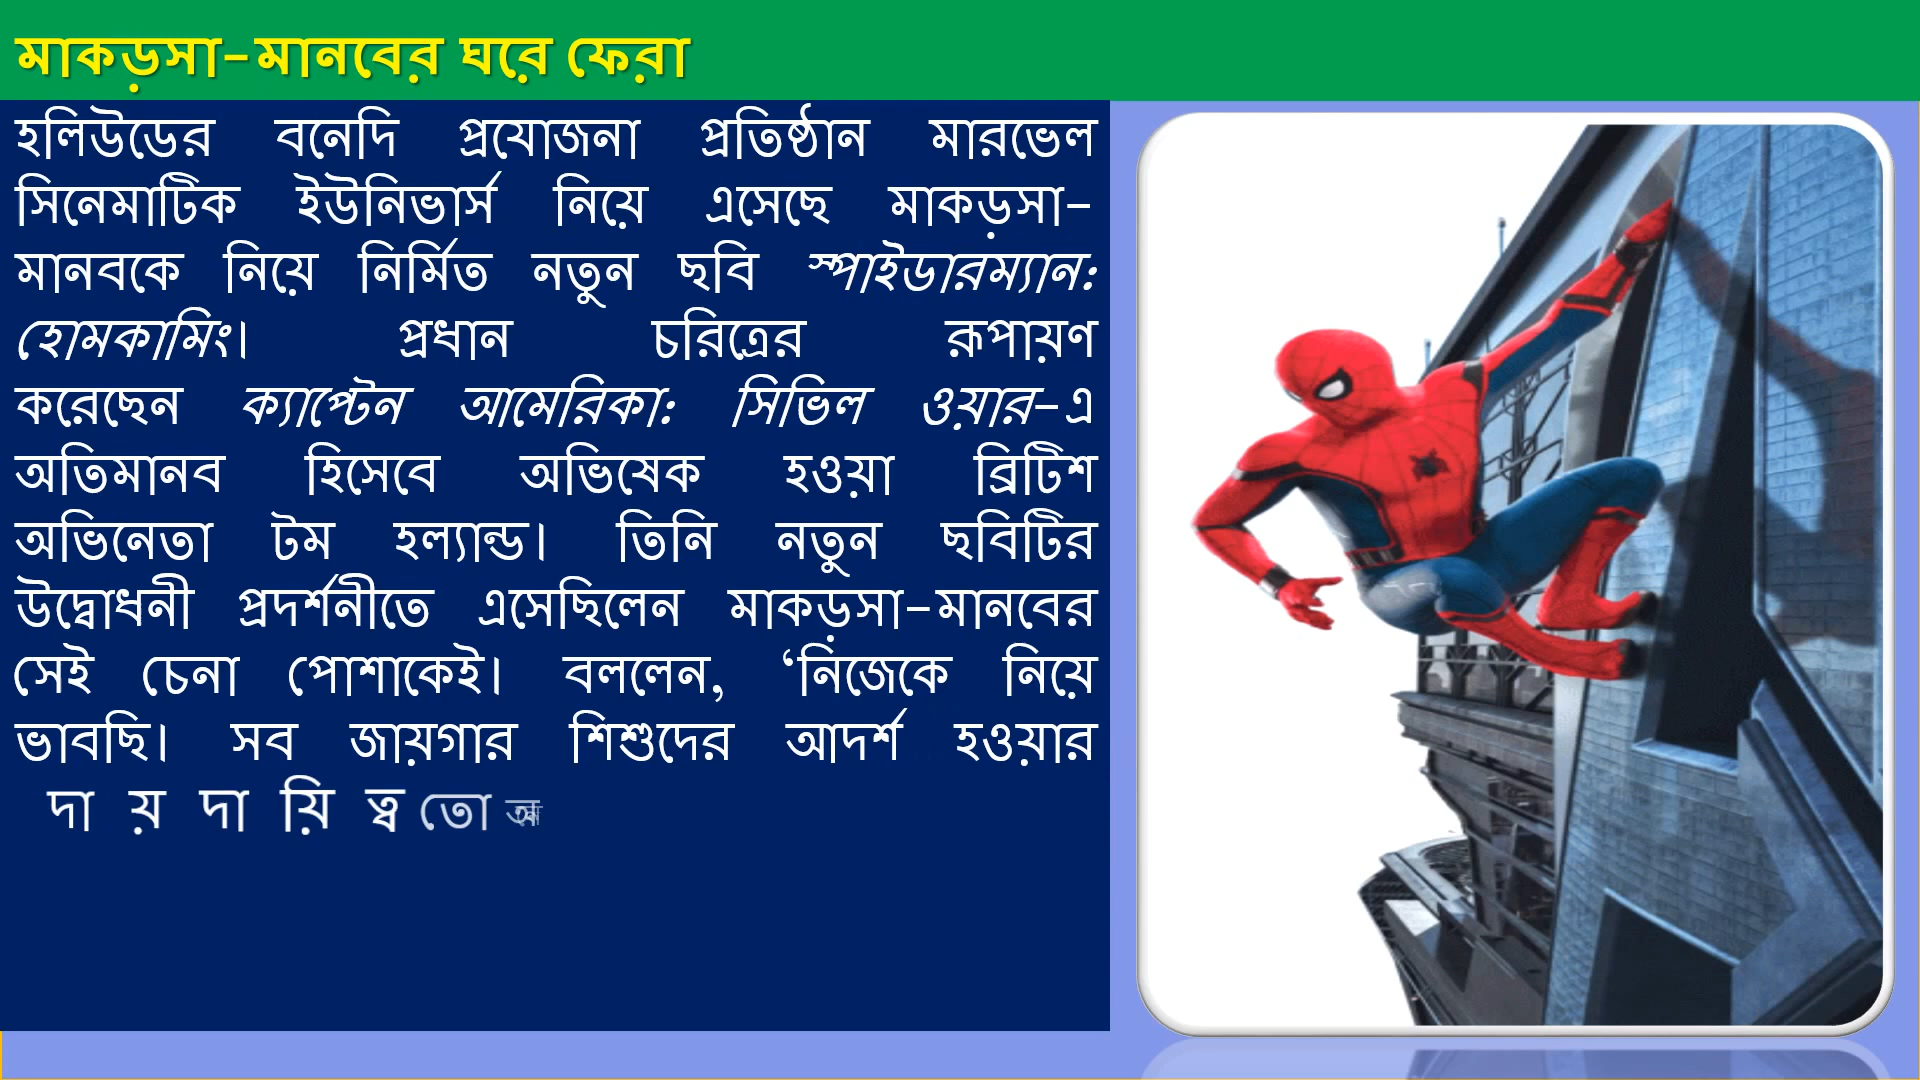 মাকড়সা-মানবের ঘরে ফেরা
হলিউডের বনেদি প্রযোজনা প্রতিষ্ঠান মারভেল
সিনেমাটিক ইউনিভার্স নিয়ে এসেছে মাকড়সা-
মানবকে নিয়ে নির্মিত নতুন ছবি স্পাইডারম্যান:
হোমকামিং। প্রধান চরিত্রের রূপায়ণ
করেছেন ক্যাপ্টেন আমেরিকা: সিভিল ওয়ার-এ
অতিমানব হিসেবে অভিষেক হওয়া ব্রিটিশ
অভিনেতা টম হল্যান্ড। তিনি নতুন ছবিটির
উদ্বোধনী প্রদর্শনীতে এসেছিলেন মাকড়সা-মানবের
সেই চেনা পোশাকেই। বললেন, ‘নিজেকে নিয়ে
ভাবছি। সব জায়গার শিশুদের আদর্শ হওয়ার
দায়দায়িত্ব তো